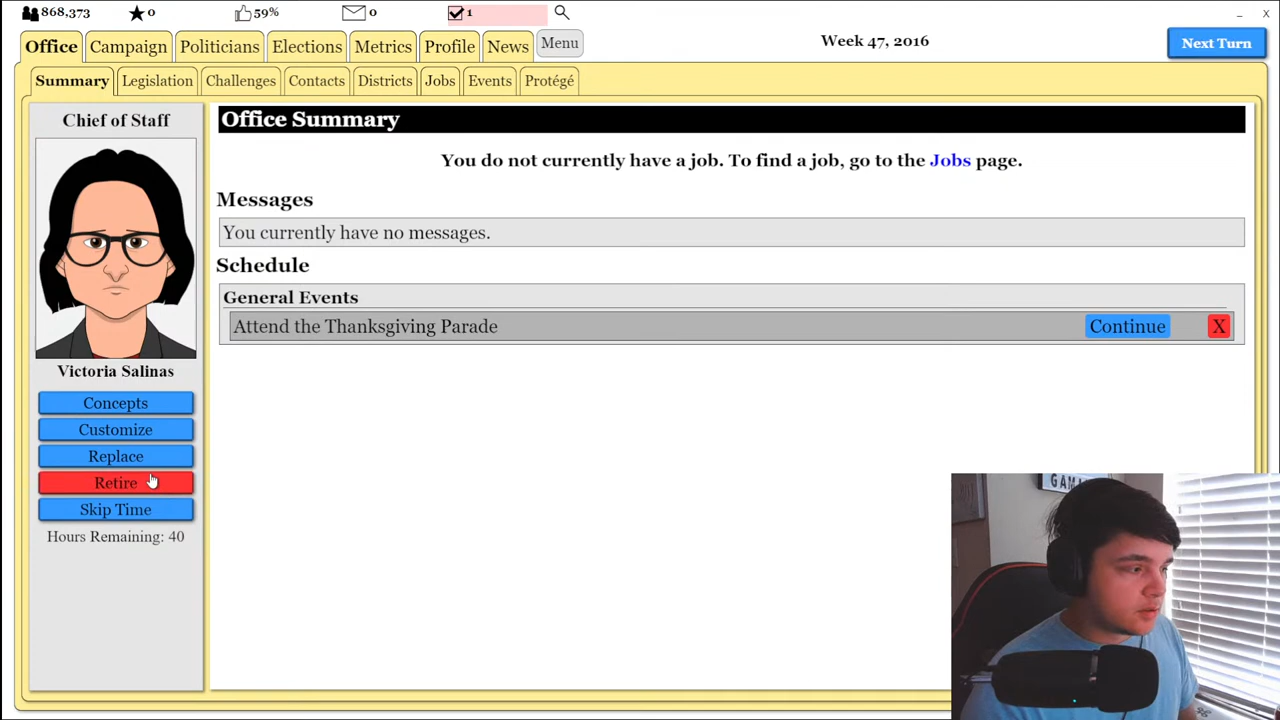 868,373 0 59% 0 1
Office Campaign Politicians Elections Metrics Profile News Menu
Week 47, 2016
Next Turn
Summary Legislation Challenges Contacts Districts Jobs Events Protégé
Chief of Staff
Victoria Salinas
Concepts
Customize
Replace
Retire
Skip Time
Hours Remaining: 40
Office Summary
You do not currently have a job. To find a job, go to the Jobs page.
Messages
You currently have no messages.
Schedule
General Events
Attend the Thanksgiving Parade Continue X